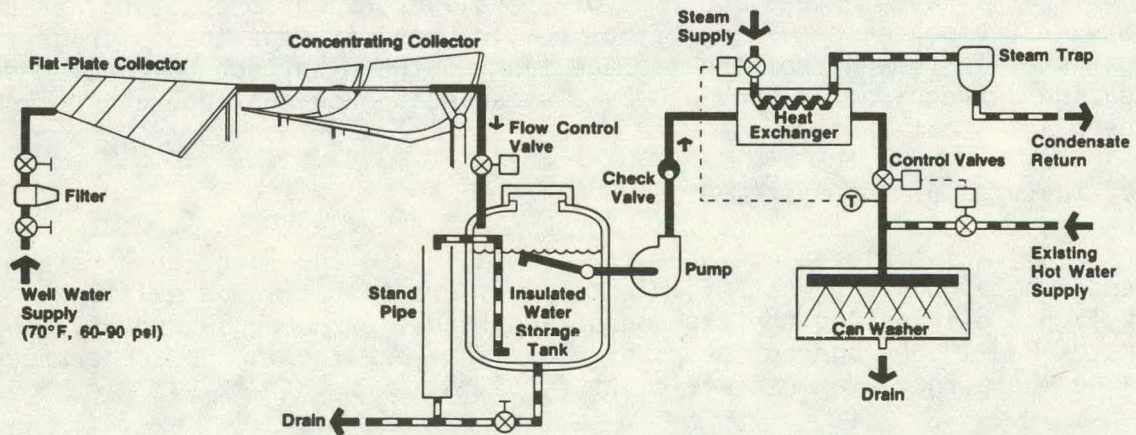 Flat-Plate Collector
Concentrating Collector
Filter
Well Water
Supply
(70°F, 60-90 psi)
Flow Control
Valve
Stand
Pipe
Insulated
Water
Storage
Tank
Drain
Pump
Check
Valve
Steam
Supply
Heat
Exchanger
Steam Trap
Condensate
Return
Control Valves
T
Existing
Hot Water
Supply
Can Washer
Drain